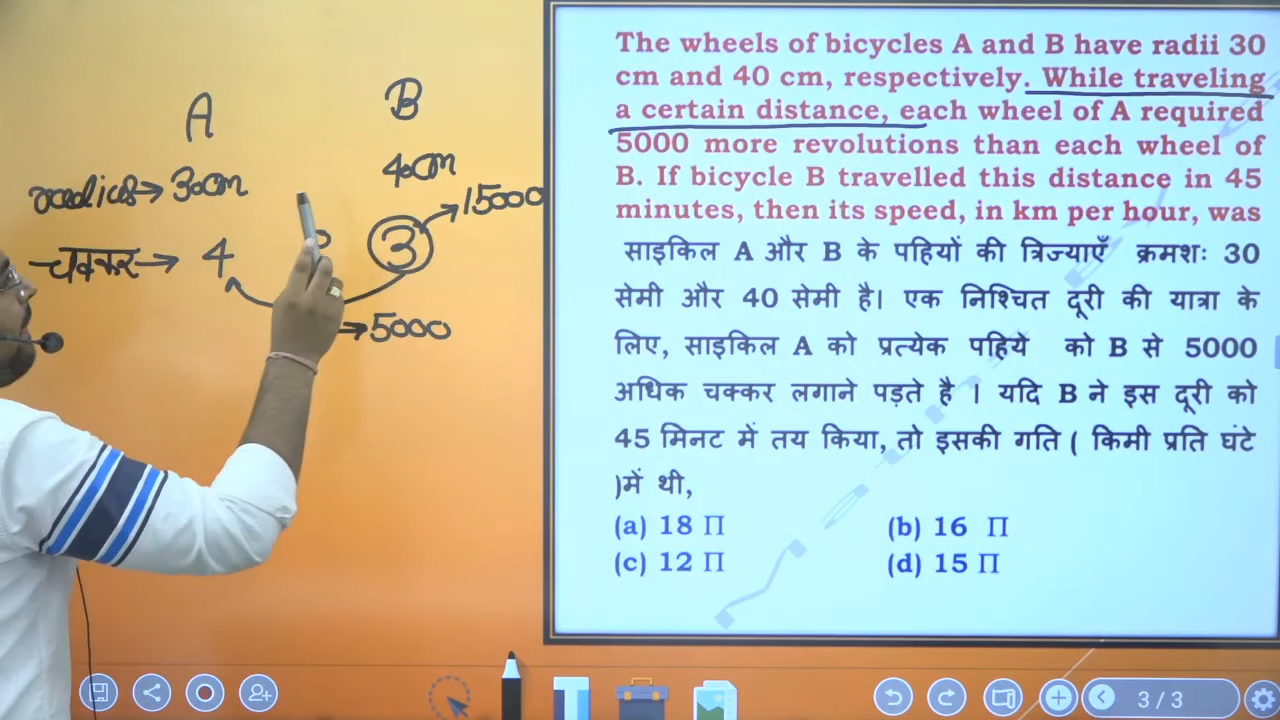 A B
radius → 30cm 40cm
चक्कर → 4 3 → 15000
→ 5000
The wheels of bicycles A and B have radii 30
cm and 40 cm, respectively. While traveling
a certain distance, each wheel of A required
5000 more revolutions than each wheel of
B. If bicycle B travelled this distance in 45
minutes, then its speed, in km per hour, was
साइकिल A और B के पहियों की त्रिज्याएँ क्रमशः 30
सेमी और 40 सेमी है। एक निश्चित दूरी की यात्रा के
लिए, साइकिल A को प्रत्येक पहिये को B से 5000
अधिक चक्कर लगाने पड़ते है । यदि B ने इस दूरी को
45 मिनट में तय किया, तो इसकी गति ( किमी प्रति घंटे
)में थी,
(a) 18 Π (b) 16 Π
(c) 12 Π (d) 15 Π
3 / 3